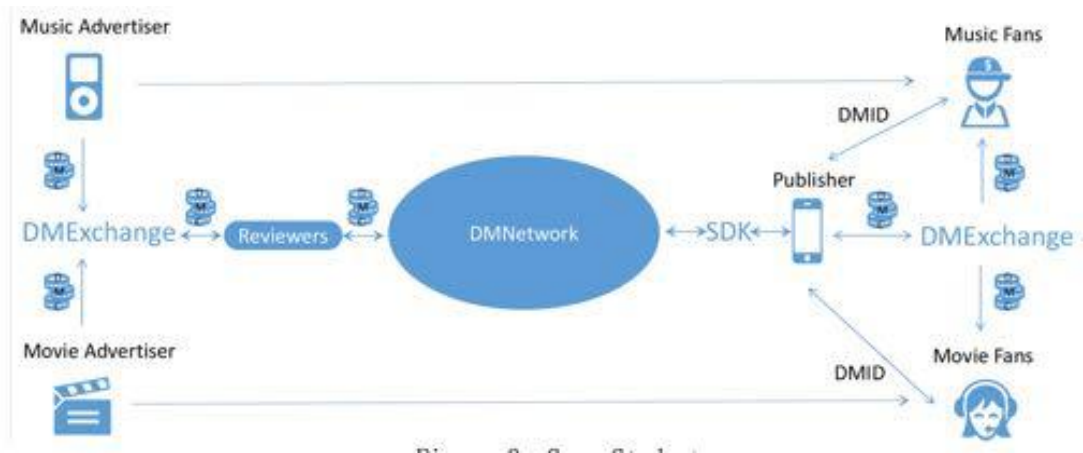 Music Advertiser
Music Fans
DMID
Publisher
DMExchange
Reviewers
DMNetwork
SDK
DMExchange
Movie Advertiser
Movie Fans
DMID